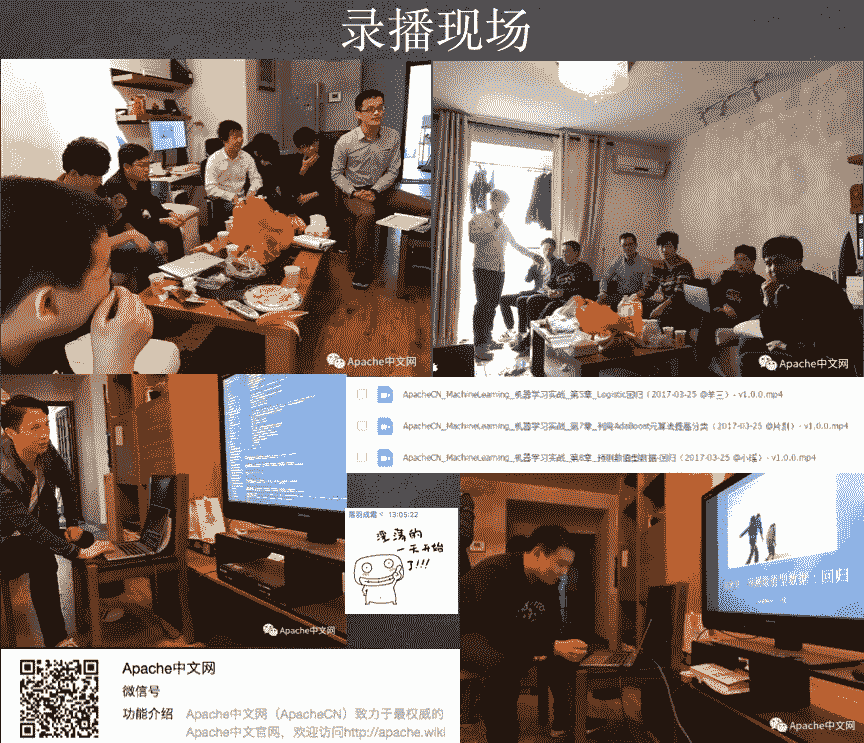 录播现场
Apache中文网
Apache中文网
ApacheCN_MachineLearning_机器学习实战_第5章_Logistic回归（2017-03-25 @羊三）- v1.0.0.mp4
ApacheCN_MachineLearning_机器学习实战_第7章_利用AdaBoost元算法提高分类（2017-03-25 @片刻）- v1.0.0.mp4
ApacheCN_MachineLearning_机器学习实战_第8章_预测数值型数据-回归（2017-03-25 @小瑶）- v1.0.0.mp4
13:05:22
的
一天开始
了!!!
数据：回归
Apache中文网
Apache中文网
Apache中文网
微信号
功能介绍 Apache中文网（ApacheCN）致力于最权威的
Apache中文官网，欢迎访问http://apache.wiki